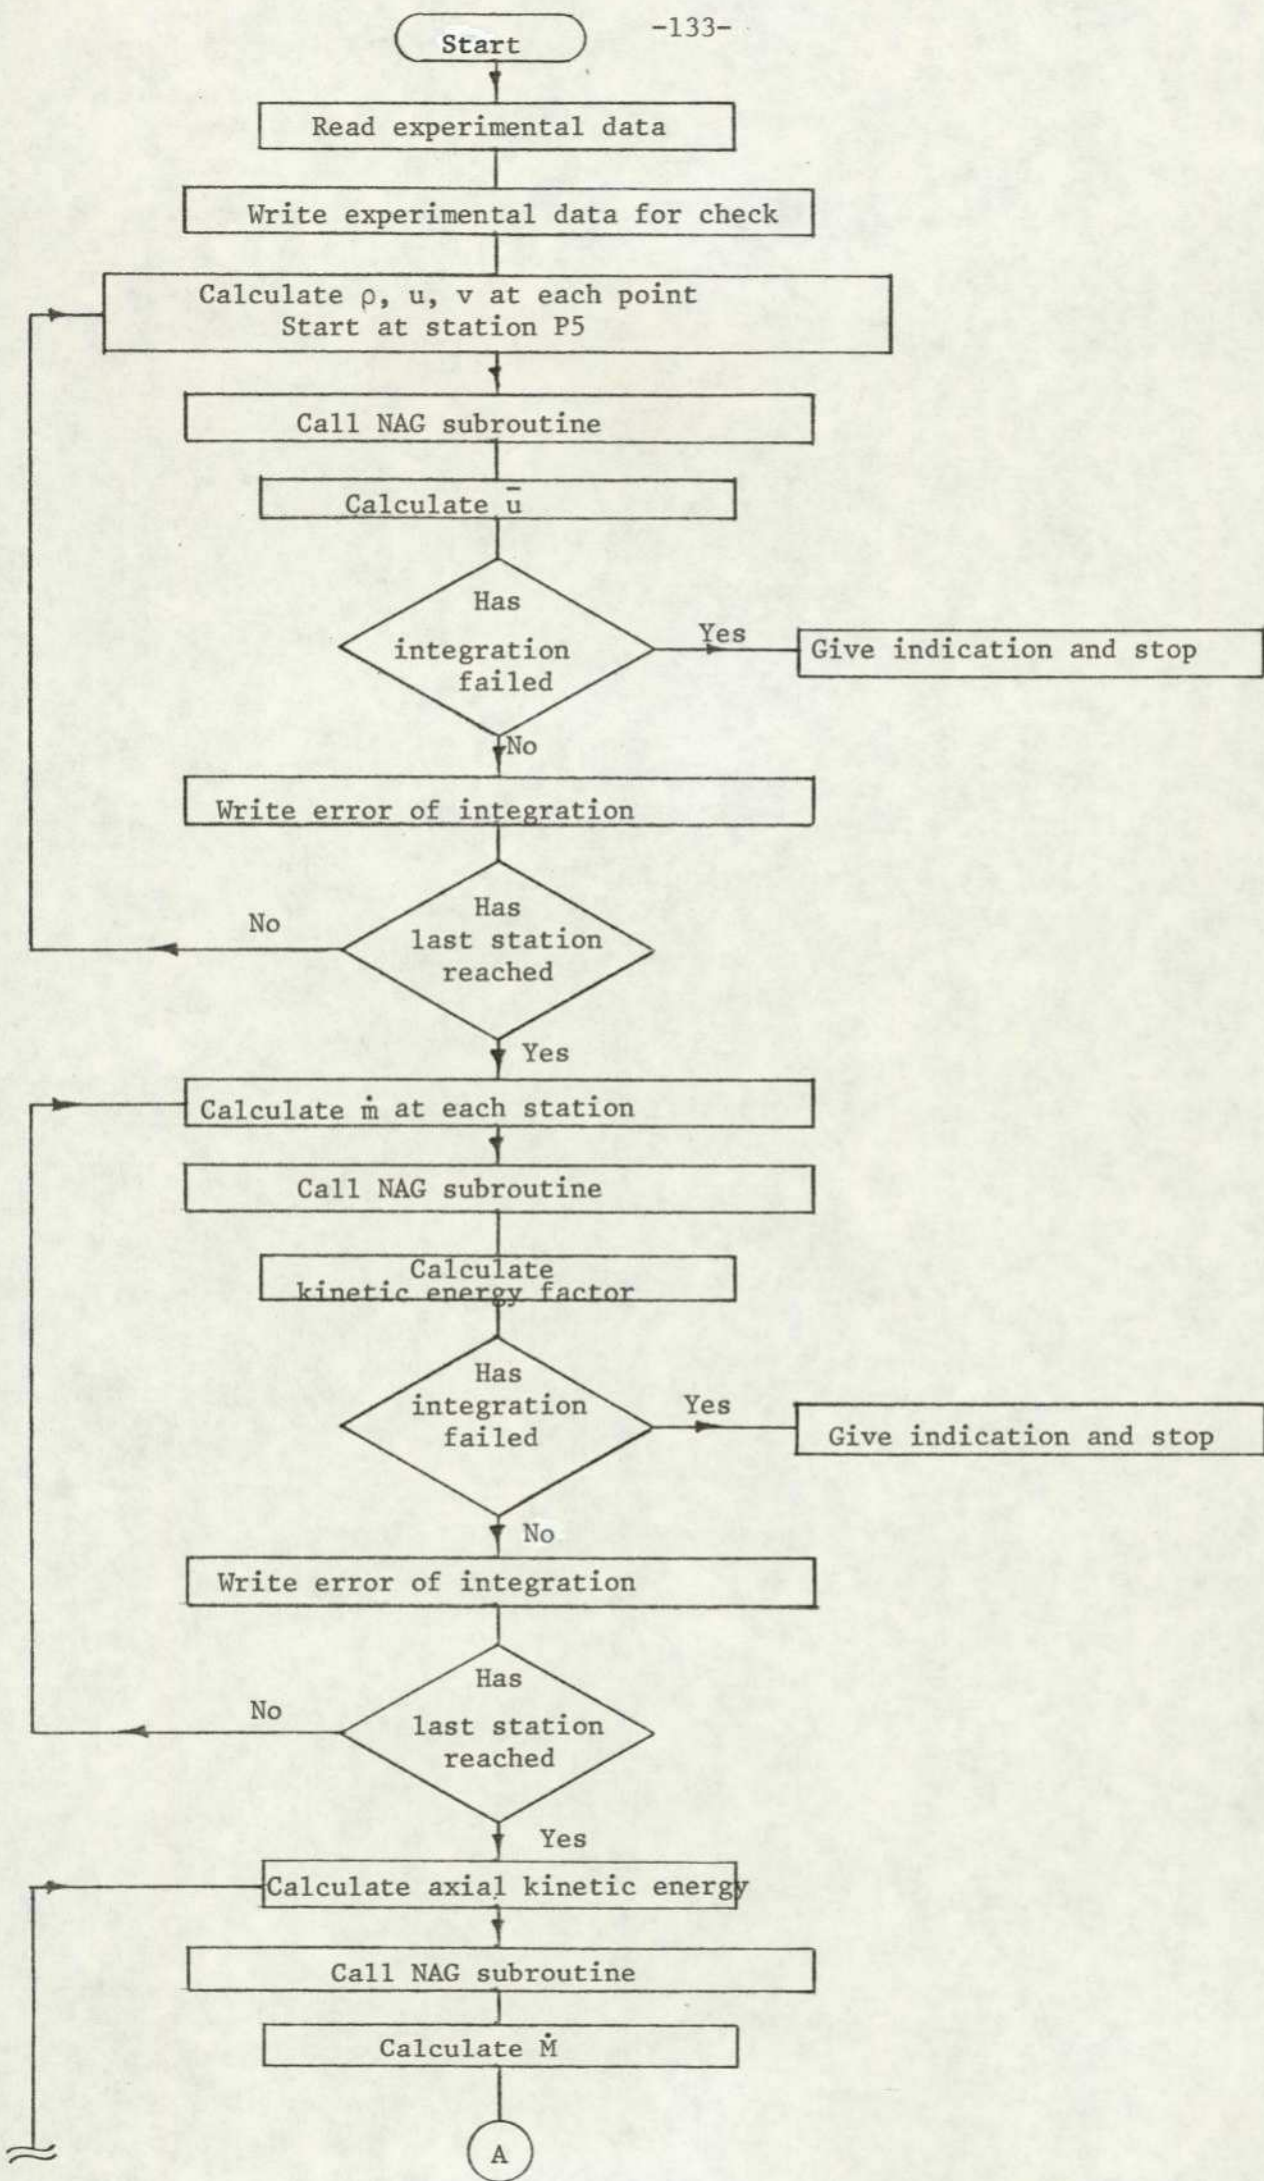 -133-
Start
Read experimental data
Write experimental data for check
Calculate ρ, u, v at each point
Start at station P5
Call NAG subroutine
Calculate ū
Has
integration
failed
Yes
Give indication and stop
No
Write error of integration
Has
last station
reached
No
Yes
Calculate ṁ at each station
Call NAG subroutine
Calculate
kinetic energy factor
Has
integration
failed
Yes
Give indication and stop
No
Write error of integration
Has
last station
reached
No
Yes
Calculate axial kinetic energy
Call NAG subroutine
Calculate Ṁ
A